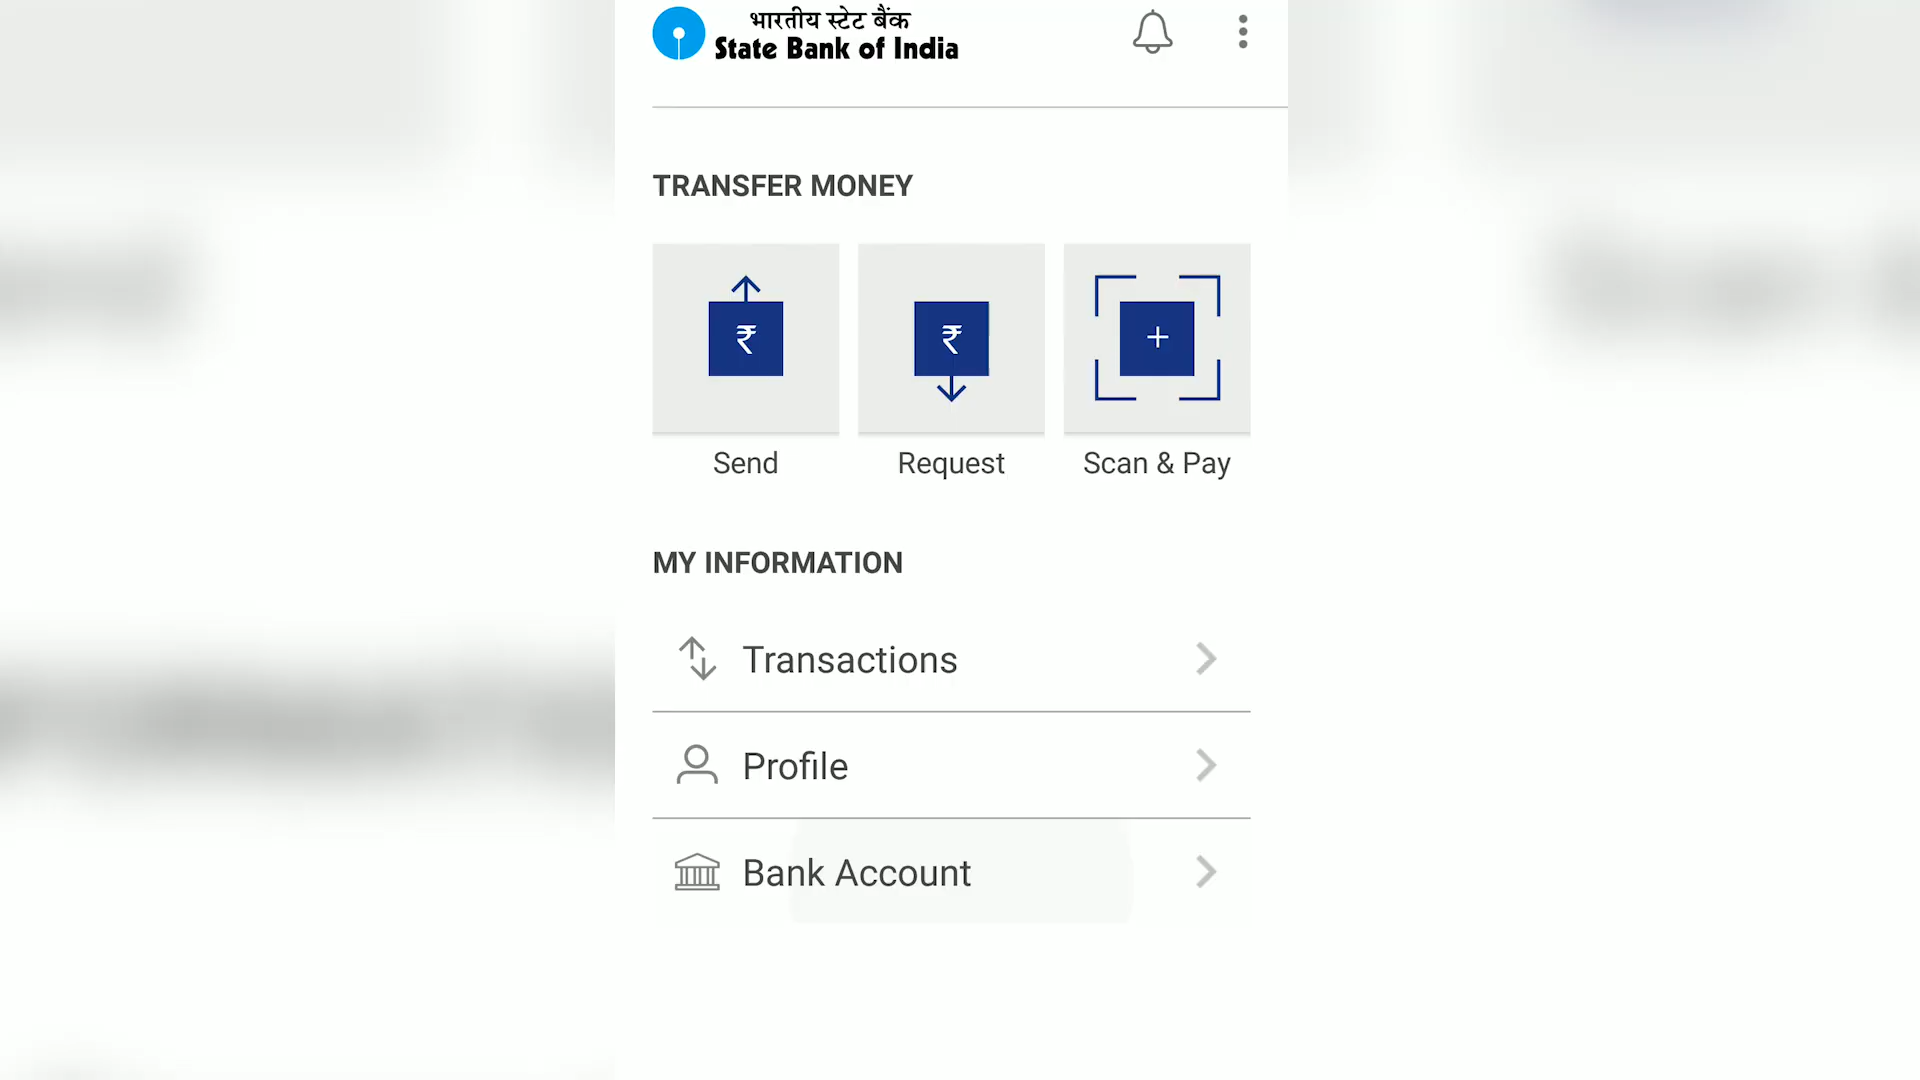 भारतीय स्टेट बैंक
State Bank of India
TRANSFER MONEY
₹
₹
+
Send
Request
Scan & Pay
MY INFORMATION
Transactions
Profile
Bank Account